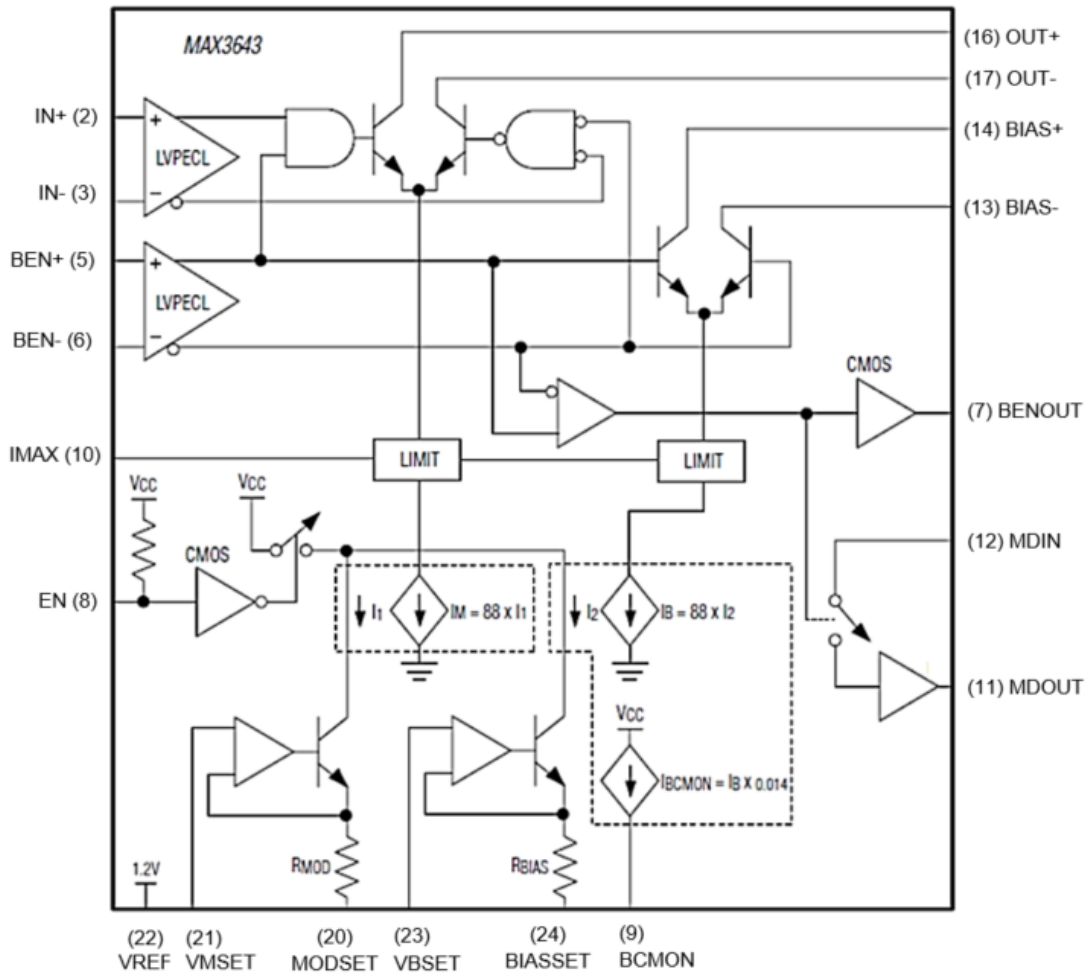 MAX3643
(16) OUT+
(17) OUT-
IN+ (2)
+
LVPECL
−
(14) BIAS+
IN- (3)
(13) BIAS-
BEN+ (5)
+
LVPECL
−
BEN- (6)
CMOS
(7) BENOUT
IMAX (10)
LIMIT
LIMIT
VCC
VCC
(12) MDIN
CMOS
EN (8)
I1
IM = 88 x I1
I2
IB = 88 x I2
(11) MDOUT
VCC
IBCMON = IB x 0.014
RMOD
RBIAS
1.2V
(22)
VREF
(21)
VMSET
(20)
MODSET
(23)
VBSET
(24)
BIASSET
(9)
BCMON